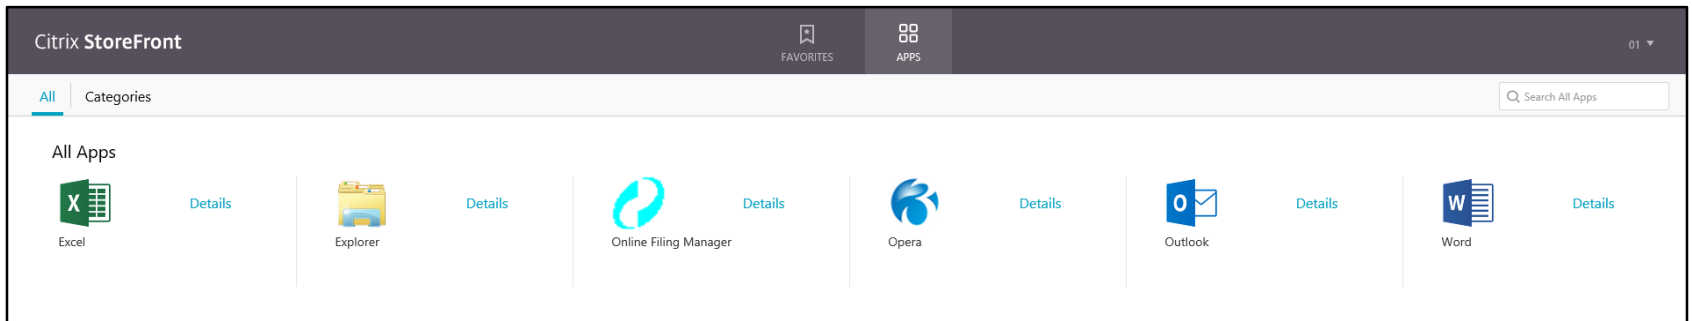 Citrix StoreFront
FAVORITES
APPS
01
All
Categories
Search All Apps
All Apps
X
Details
Excel
Details
Explorer
Details
Online Filing Manager
Details
Opera
O
Details
Outlook
W
Details
Word